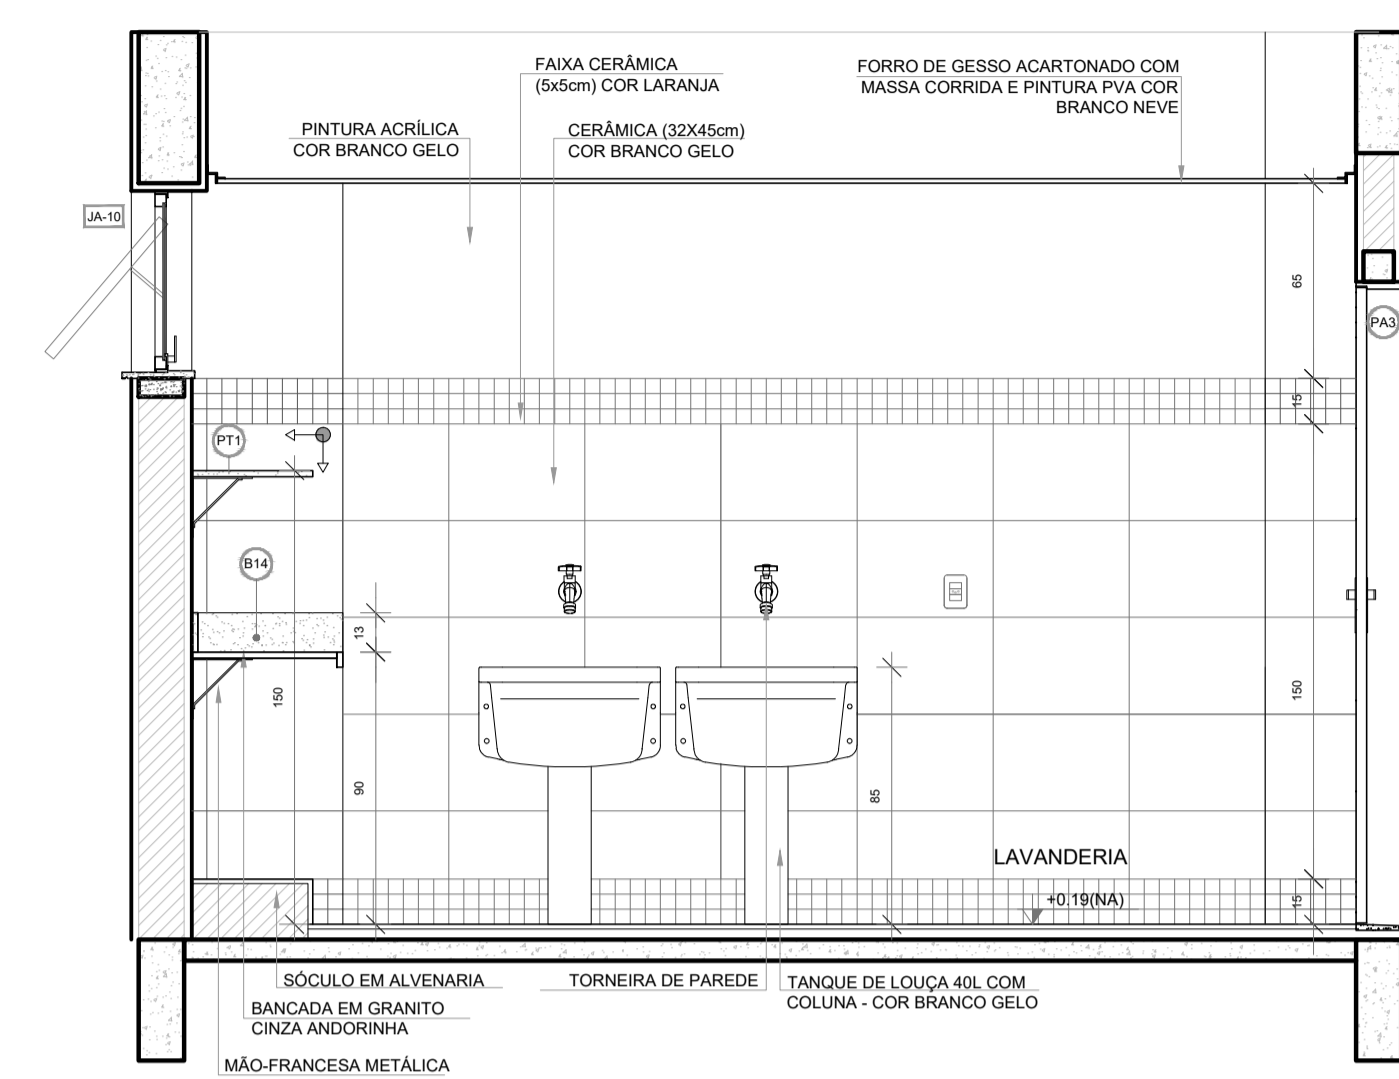 FAIXA CERÂMICA
(5x5cm) COR LARANJA
FORRO DE GESSO ACARTONADO COM
MASSA CORRIDA E PINTURA PVA COR
BRANCO NEVE
PINTURA ACRÍLICA
COR BRANCO GELO
CERÂMICA (32X45cm)
COR BRANCO GELO
JA-10
65
PA3
15
PT1
B14
13
150
150
90
85
LAVANDERIA
+0.19(NA)
15
SÓCULO EM ALVENARIA
TORNEIRA DE PAREDE
TANQUE DE LOUÇA 40L COM
COLUNA - COR BRANCO GELO
BANCADA EM GRANITO
CINZA ANDORINHA
MÃO-FRANCESA METÁLICA